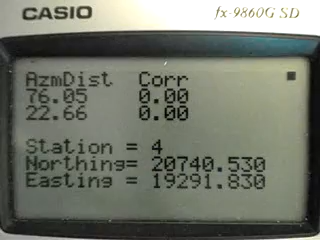 CASIO fx-9860G SD
AzmDist Corr
76.05 0.00
22.66 0.00
Station = 4
Northing= 20740.530
Easting = 19291.830